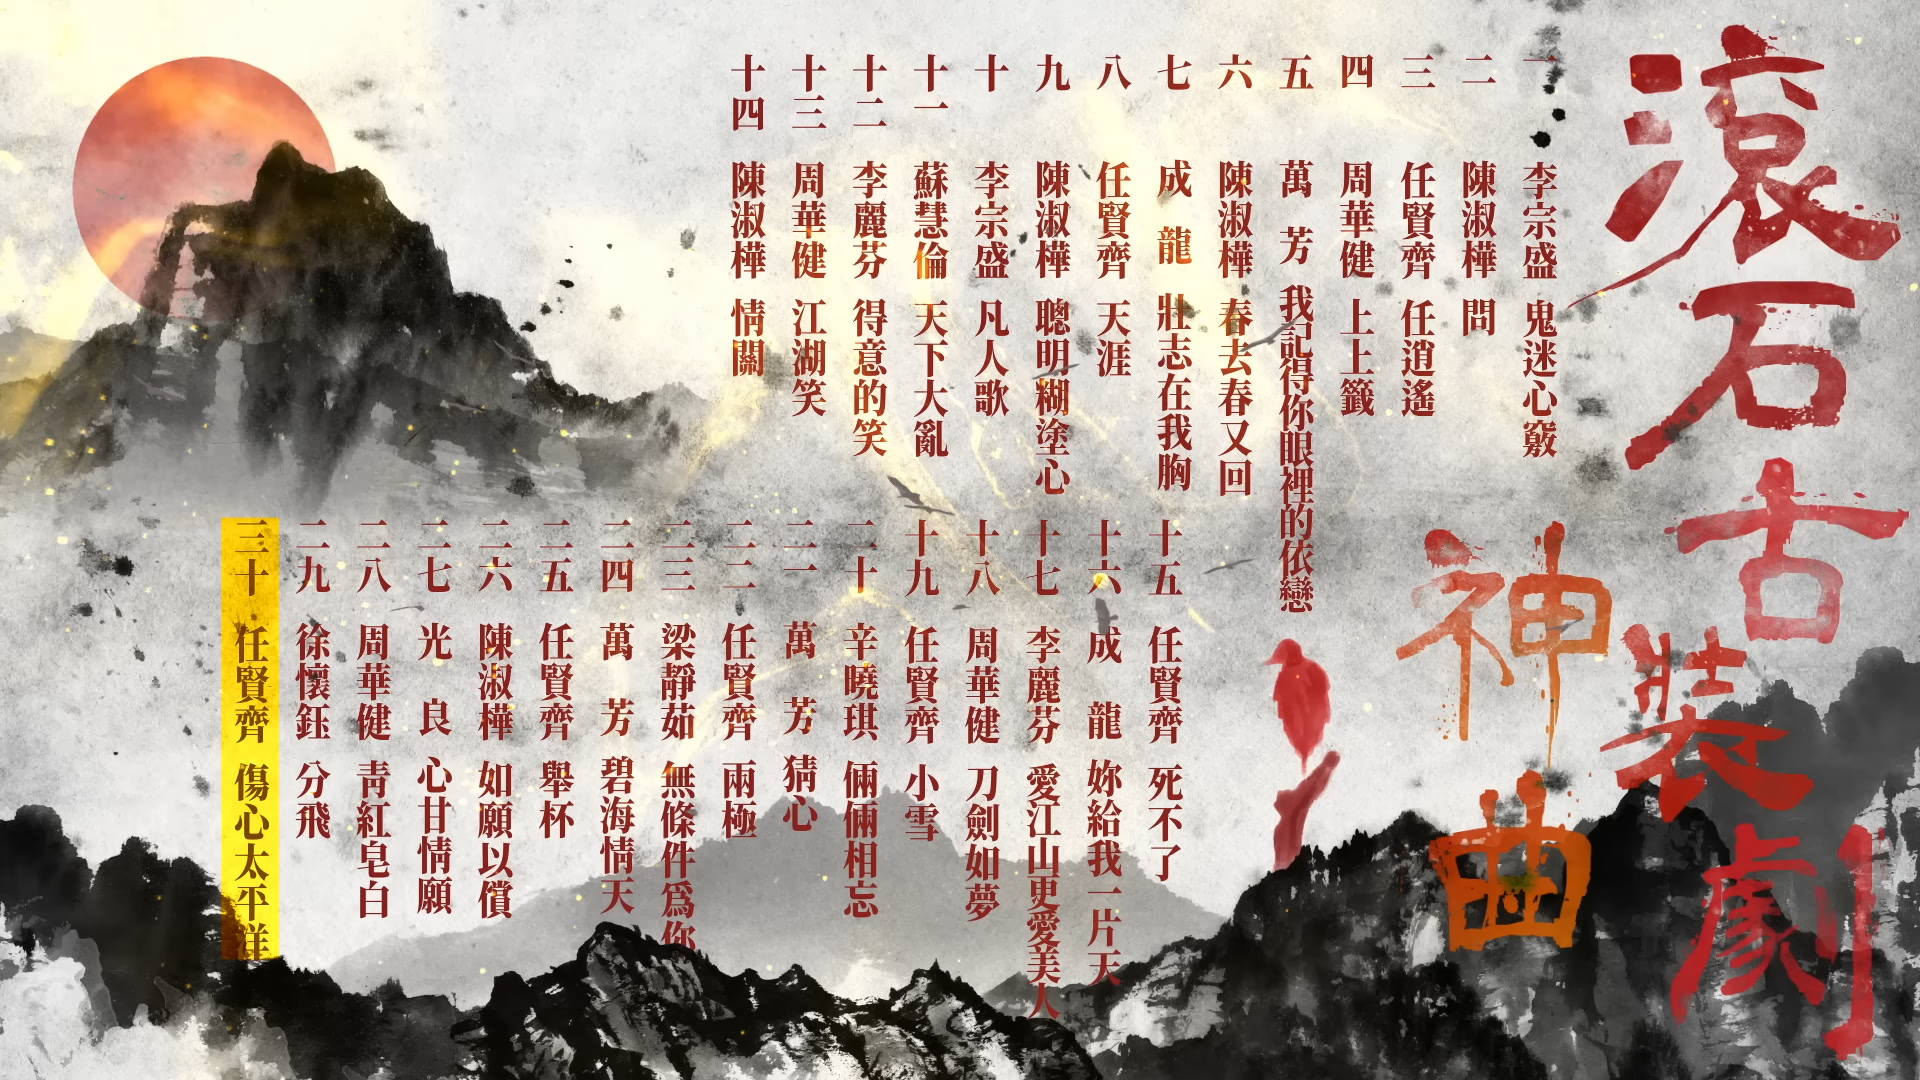 滾石古裝劇
神曲
一 李宗盛 鬼迷心竅
二 陳淑樺 問
三 任賢齊 任逍遙
四 周華健 上上籤
五 萬芳 我記得你眼裡的依戀
六 陳淑樺 春去春又回
七 成龍 壯志在我胸
八 任賢齊 天涯
九 陳淑樺 聰明糊塗心
十 李宗盛 凡人歌
十一 蘇慧倫 天下大亂
十二 李麗芬 得意的笑
十三 周華健 江湖笑
十四 陳淑樺 情關
十五 任賢齊 死不了
十六 成龍 妳給我一片天
十七 李麗芬 愛江山更愛美人
十八 周華健 刀劍如夢
十九 任賢齊 小雪
二十 辛曉琪 倆倆相忘
二一 萬芳 猜心
二二 任賢齊 兩極
二三 梁靜茹 無條件為你
二四 萬芳 碧海情天
二五 任賢齊 舉杯
二六 陳淑樺 如願以償
二七 光良 心甘情願
二八 周華健 青紅皂白
二九 徐懷鈺 分飛
三十 任賢齊 傷心太平洋